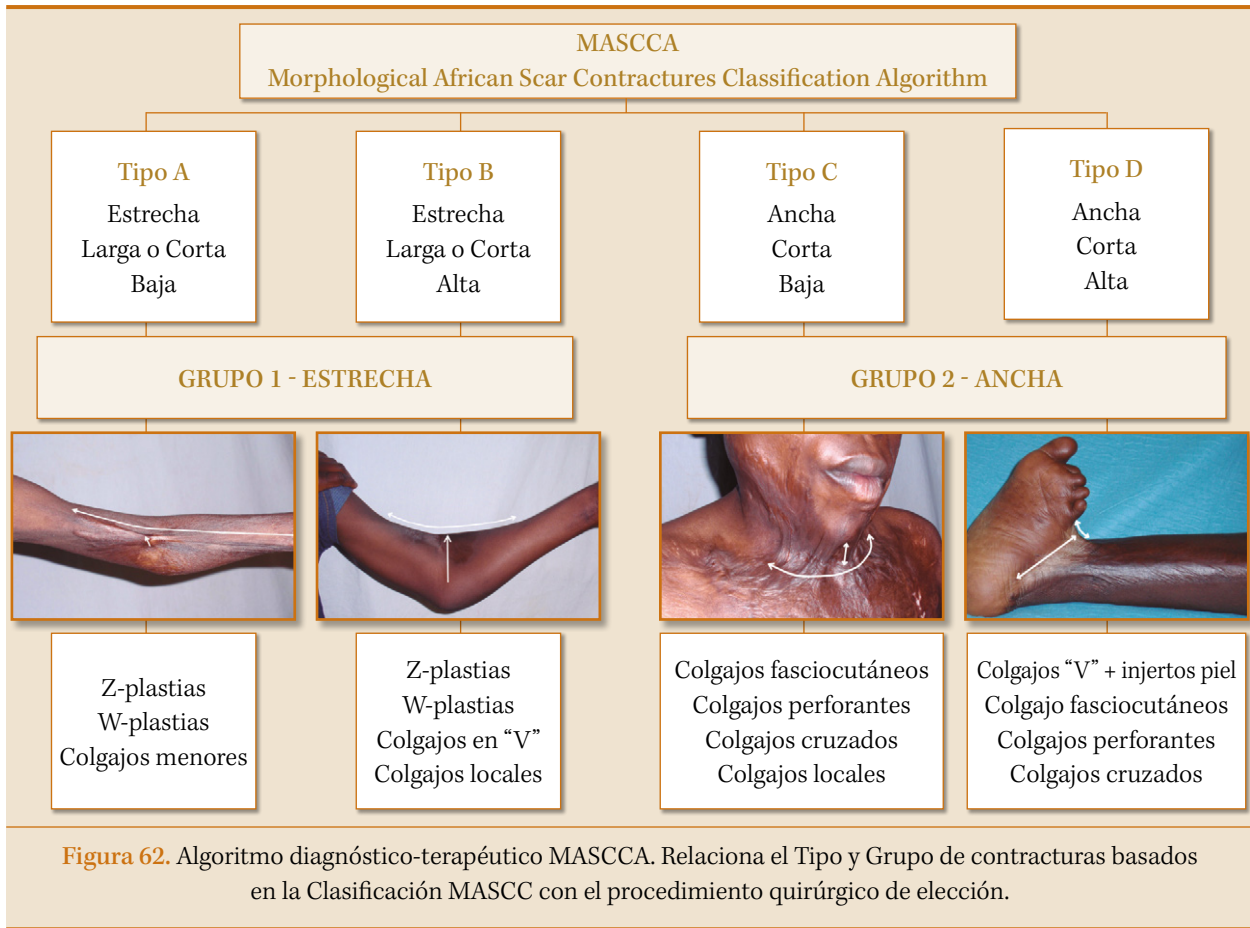 MASCCA
Morphological African Scar Contractures Classification Algorithm
Tipo A
Estrecha
Larga o Corta
Baja
Tipo B
Estrecha
Larga o Corta
Alta
Tipo C
Ancha
Corta
Baja
Tipo D
Ancha
Corta
Alta
GRUPO 1 - ESTRECHA
GRUPO 2 - ANCHA
Z-plastias
W-plastias
Colgajos menores
Z-plastias
W-plastias
Colgajos en “V”
Colgajos locales
Colgajos fasciocutáneos
Colgajos perforantes
Colgajos cruzados
Colgajos locales
Colgajos “V” + injertos piel
Colgajo fasciocutáneos
Colgajos perforantes
Colgajos cruzados
Figura 62. Algoritmo diagnóstico-terapéutico MASCCA. Relaciona el Tipo y Grupo de contracturas basados
en la Clasificación MASCC con el procedimiento quirúrgico de elección.